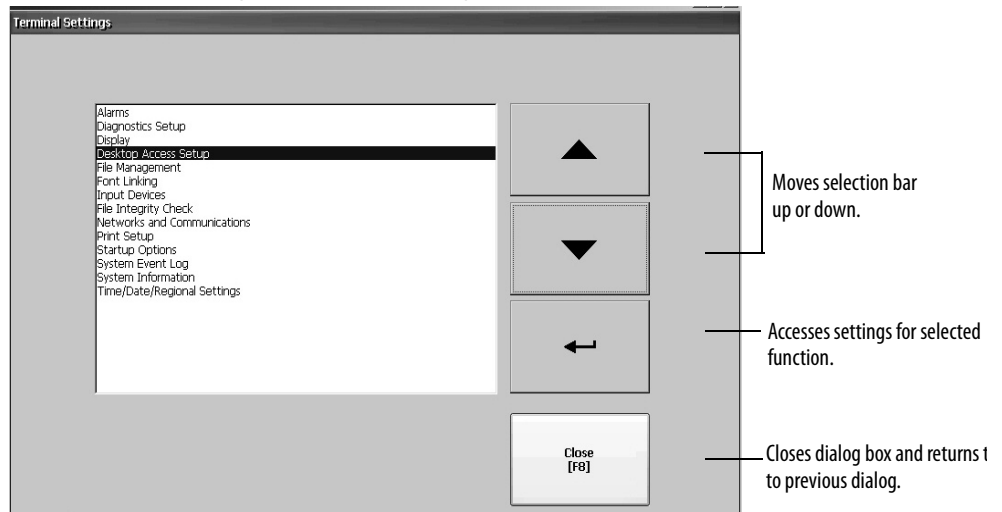 Terminal Settings
Alarms
Diagnostics Setup
Display
Desktop Access Setup
File Management
Font Linking
Input Devices
File Integrity Check
Networks and Communications
Print Setup
Startup Options
System Event Log
System Information
Time/Date/Regional Settings
Close
[F8]
Moves selection bar
up or down.
Accesses settings for selected
function.
Closes dialog box and returns t
to previous dialog.